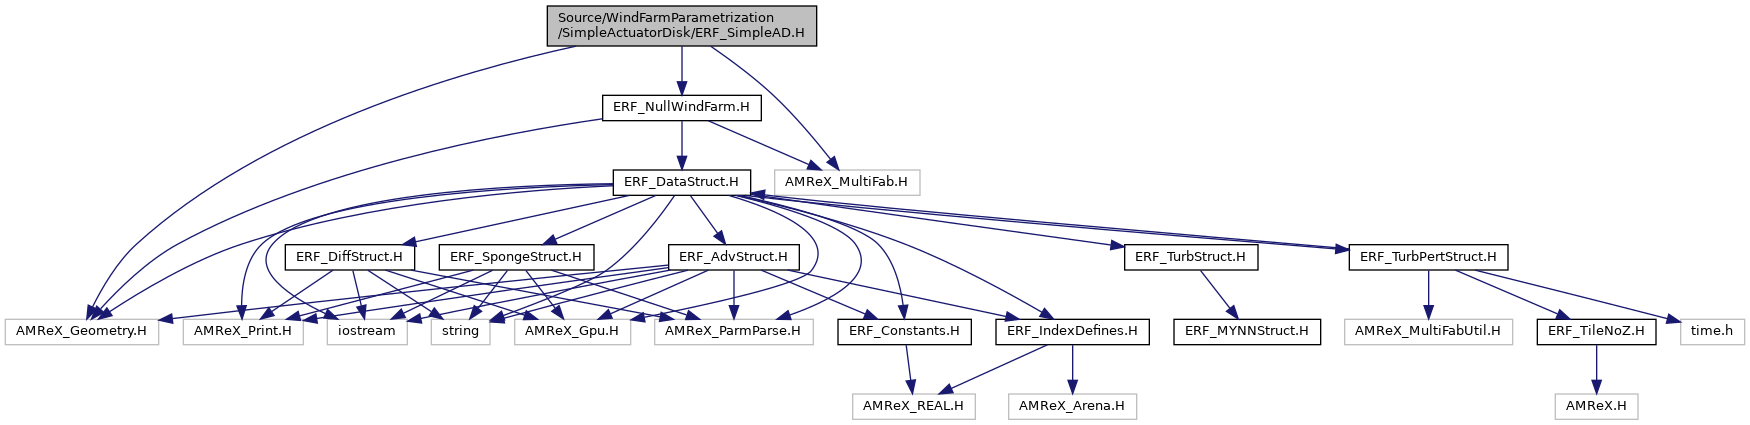 Source/WindFarmParametrization
/SimpleActuatorDisk/ERF_SimpleAD.H
ERF_NullWindFarm.H
ERF_DataStruct.H
AMReX_MultiFab.H
ERF_DiffStruct.H
ERF_SpongeStruct.H
ERF_AdvStruct.H
ERF_TurbStruct.H
ERF_TurbPertStruct.H
AMReX_Geometry.H
AMReX_Print.H
iostream
string
AMReX_Gpu.H
AMReX_ParmParse.H
ERF_Constants.H
ERF_IndexDefines.H
ERF_MYNNStruct.H
AMReX_MultiFabUtil.H
ERF_TileNoZ.H
time.h
AMReX_REAL.H
AMReX_Arena.H
AMReX.H